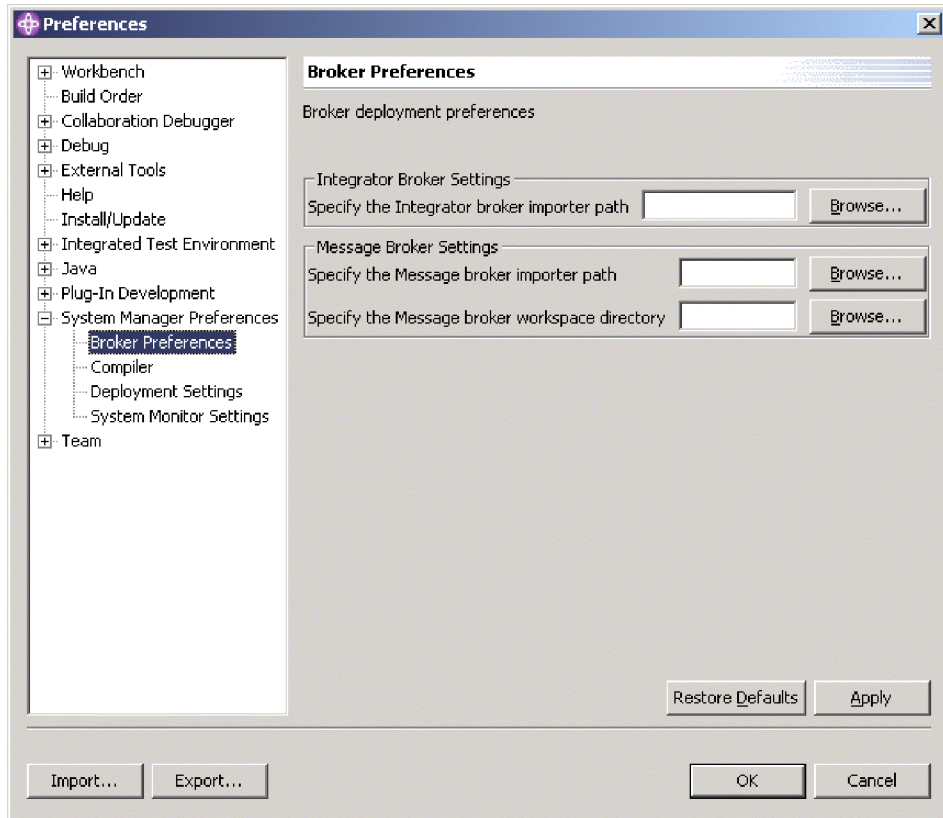 Preferences
Workbench
Build Order
Collaboration Debugger
Debug
External Tools
Help
Install/Update
Integrated Test Environment
Java
Plug-In Development
System Manager Preferences
Broker Preferences
Compiler
Deployment Settings
System Monitor Settings
Team
Broker Preferences
Broker deployment preferences
Integrator Broker Settings
Specify the Integrator broker importer path Browse...
Message Broker Settings
Specify the Message broker importer path Browse...
Specify the Message broker workspace directory Browse...
Restore Defaults Apply
Import... Export... OK Cancel